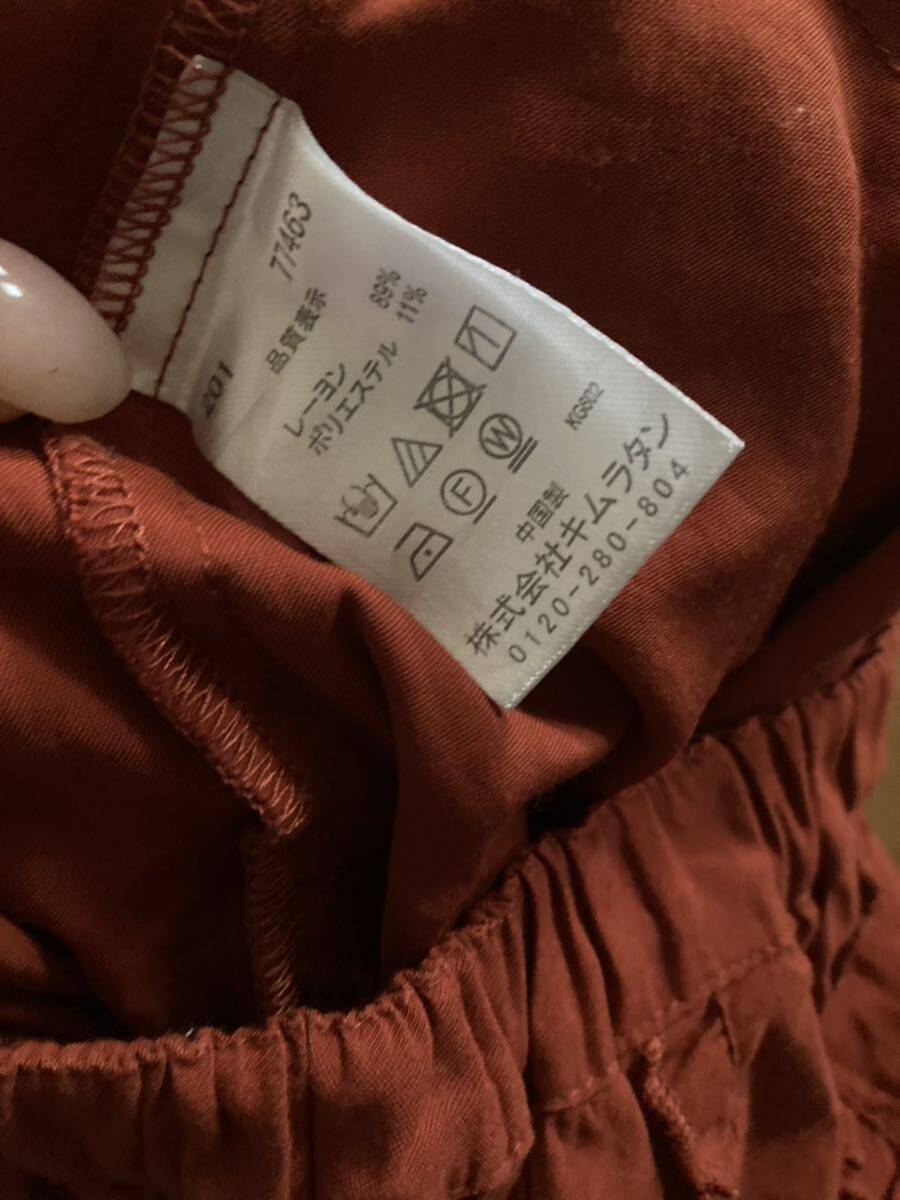 77463
201
品質表示
レーヨン 89%
ポリエステル 11%
F
W
KGS02
中国製
株式会社キムラタン
0120-280-804